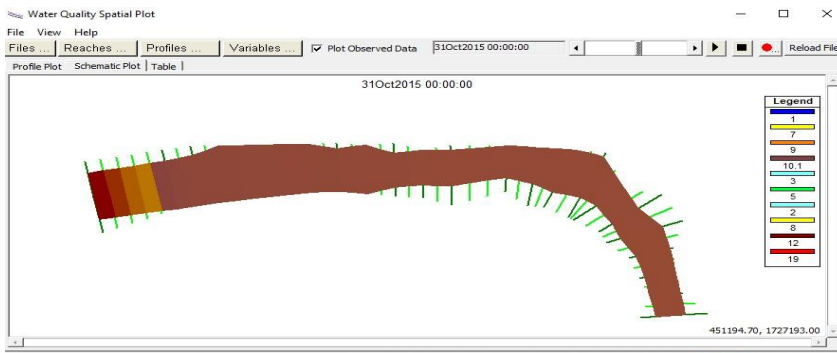 Water Quality Spatial Plot
File View Help
Files ... Reaches ... Profiles ... Variables ... Plot Observed Data 31Oct2015 00:00:00 Reload File
Profile Plot Schematic Plot Table
31Oct2015 00:00:00
Legend
1
7
9
10.1
3
5
2
8
12
19
451194.70, 1727193.00